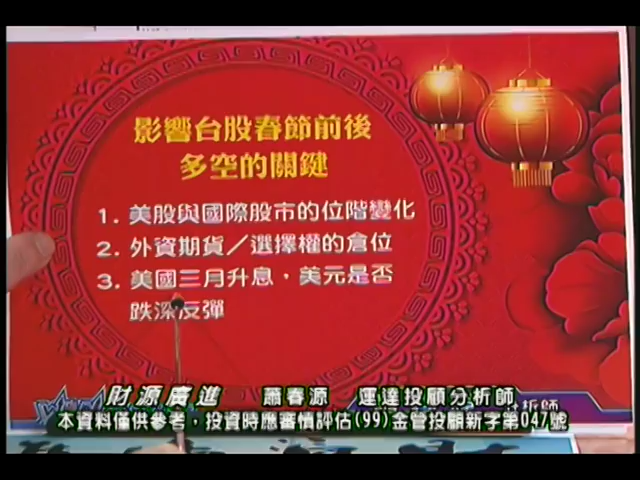 影響台股春節前後
多空的關鍵
1. 美股與國際股市的位階變化
2. 外資期貨／選擇權的倉位
3. 美國三月升息，美元是否
跌深反彈
財源廣進 蕭春源 運達投顧分析師
本資料僅供參考，投資時應審慎評估(99)金管投顧新字第047號